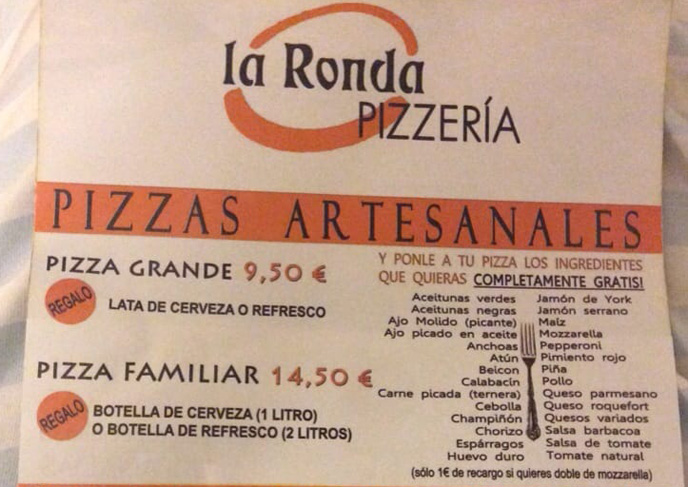 la Ronda
PIZZERÍA
PIZZAS ARTESANALES
PIZZA GRANDE 9,50 €
REGALO
LATA DE CERVEZA O REFRESCO
PIZZA FAMILIAR 14,50 €
REGALO
BOTELLA DE CERVEZA (1 LITRO)
O BOTELLA DE REFRESCO (2 LITROS)
Y PONLE A TU PIZZA LOS INGREDIENTES
QUE QUIERAS COMPLETAMENTE GRATIS!
Aceitunas verdes
Aceitunas negras
Ajo Molido (picante)
Ajo picado en aceite
Anchoas
Atún
Beicon
Calabacín
Carne picada (ternera)
Cebolla
Champiñón
Chorizo
Espárragos
Huevo duro
Jamón de York
Jamón serrano
Maíz
Mozzarella
Pepperoni
Pimiento rojo
Piña
Pollo
Queso parmesano
Queso roquefort
Quesos variados
Salsa barbacoa
Salsa de tomate
Tomate natural
(sólo 1€ de recargo si quieres doble de mozzarella)